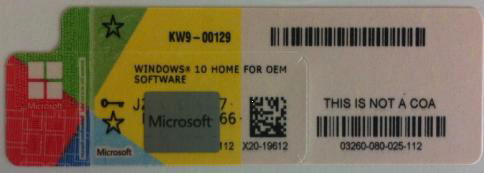 KW9-00129
WINDOWS® 10 HOME FOR OEM
SOFTWARE
Microsoft
THIS IS NOT A COA
Microsoft
Microsoft
X20-19612
03260-080-025-112